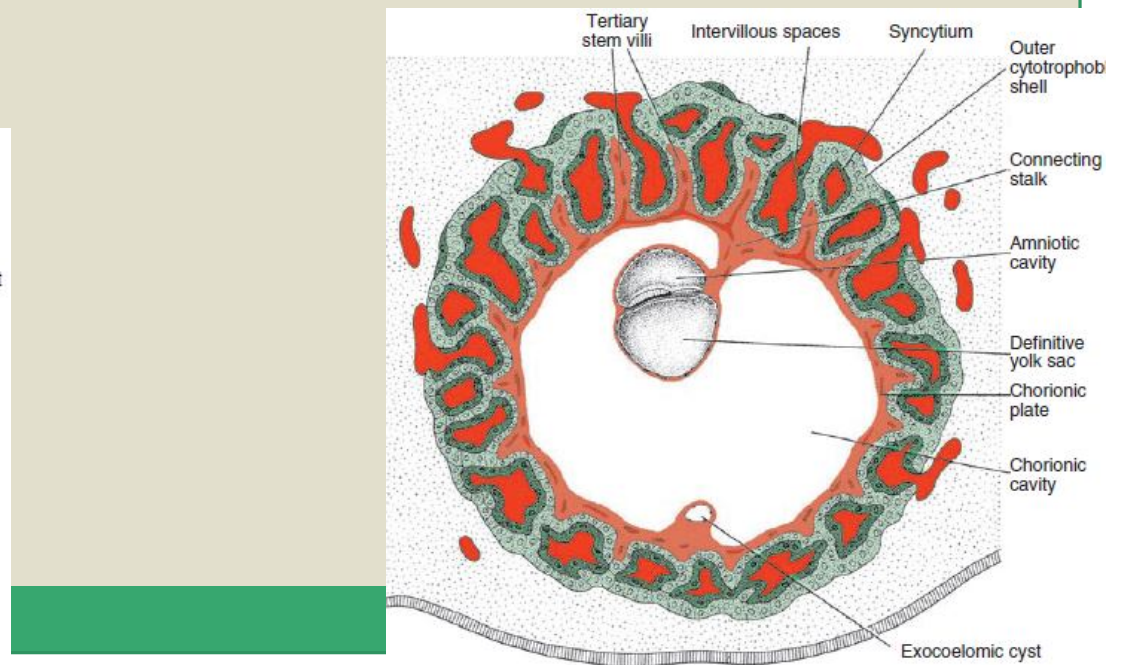 Tertiary
stem villi
Intervillous spaces
Syncytium
Outer
cytotrophobl
shell
Connecting
stalk
Amniotic
cavity
t
Definitive
yolk sac
Chorionic
plate
Chorionic
cavity
Exocoelomic cyst